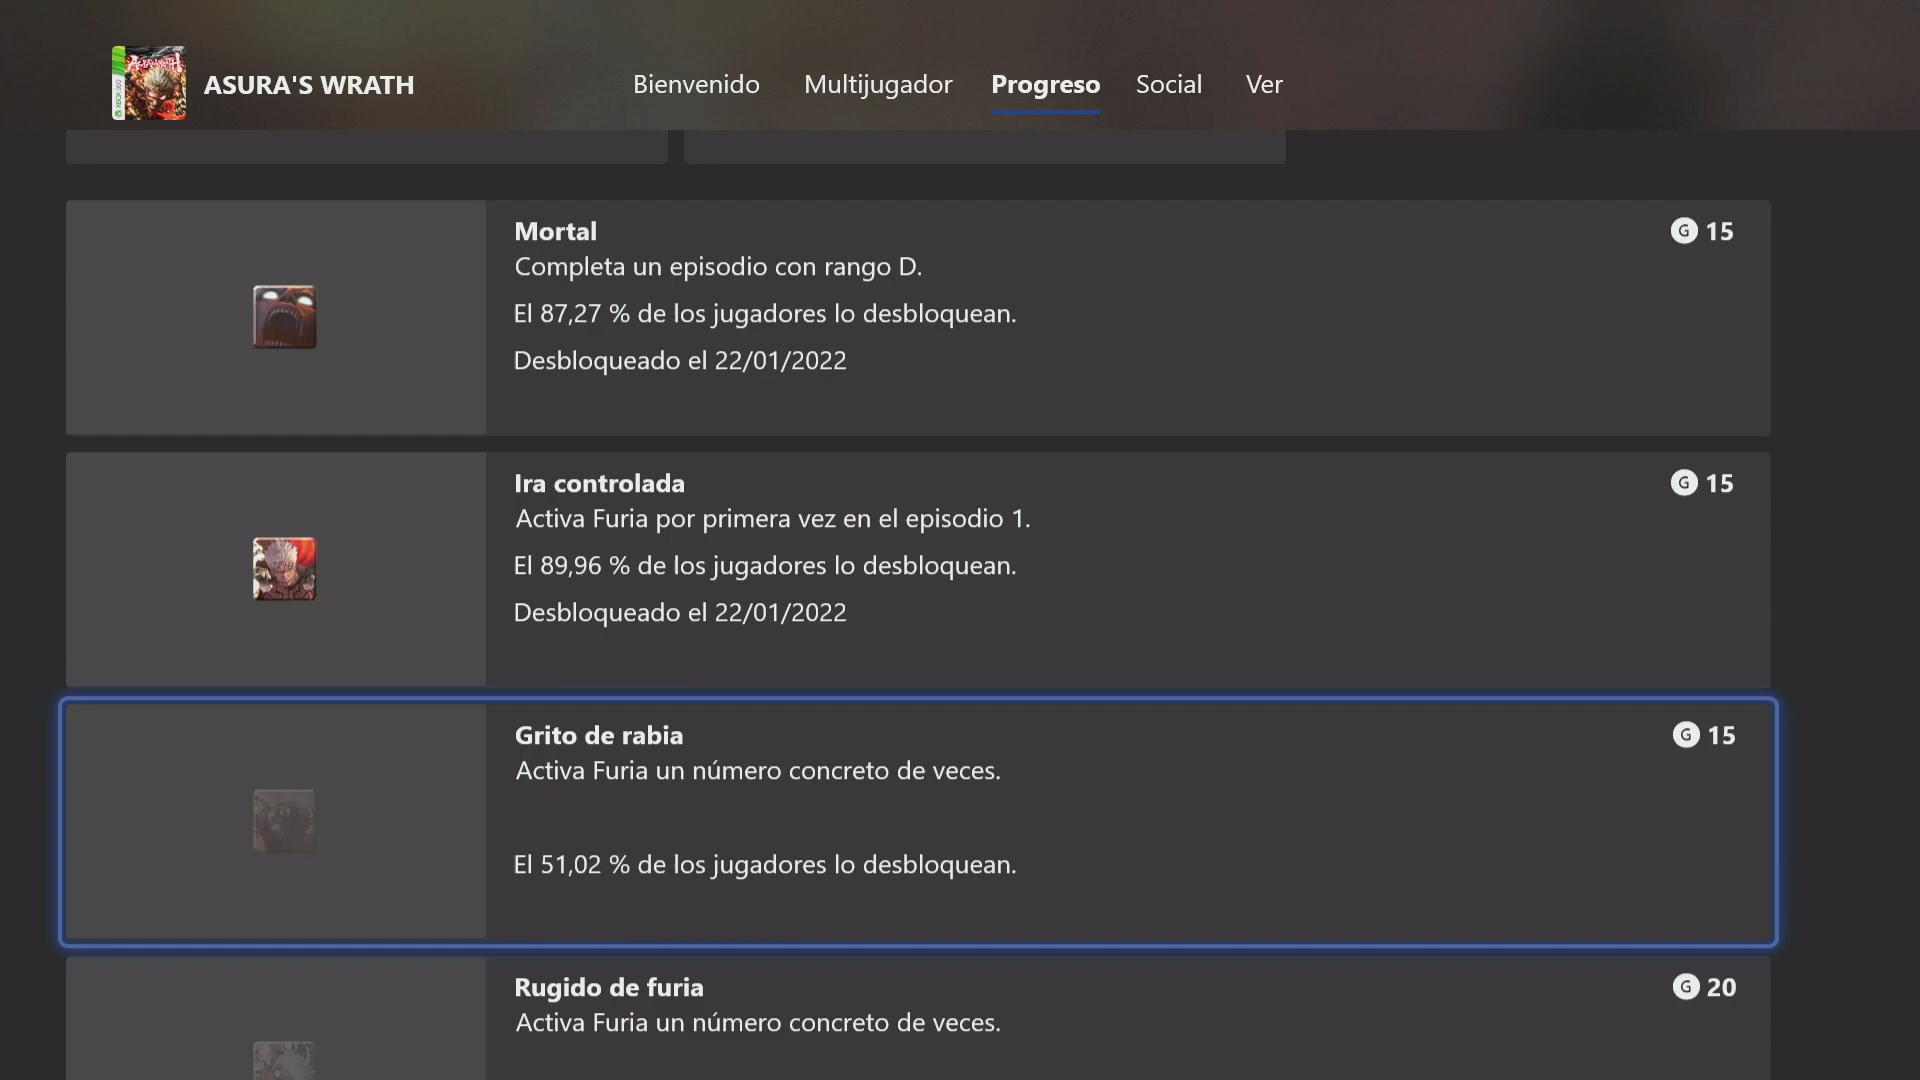 ASURA'S WRATH
Bienvenido
Multijugador
Progreso
Social
Ver
Mortal
G 15
Completa un episodio con rango D.
El 87,27 % de los jugadores lo desbloquean.
Desbloqueado el 22/01/2022
Ira controlada
G 15
Activa Furia por primera vez en el episodio 1.
El 89,96 % de los jugadores lo desbloquean.
Desbloqueado el 22/01/2022
Grito de rabia
G 15
Activa Furia un número concreto de veces.
El 51,02 % de los jugadores lo desbloquean.
Rugido de furia
G 20
Activa Furia un número concreto de veces.